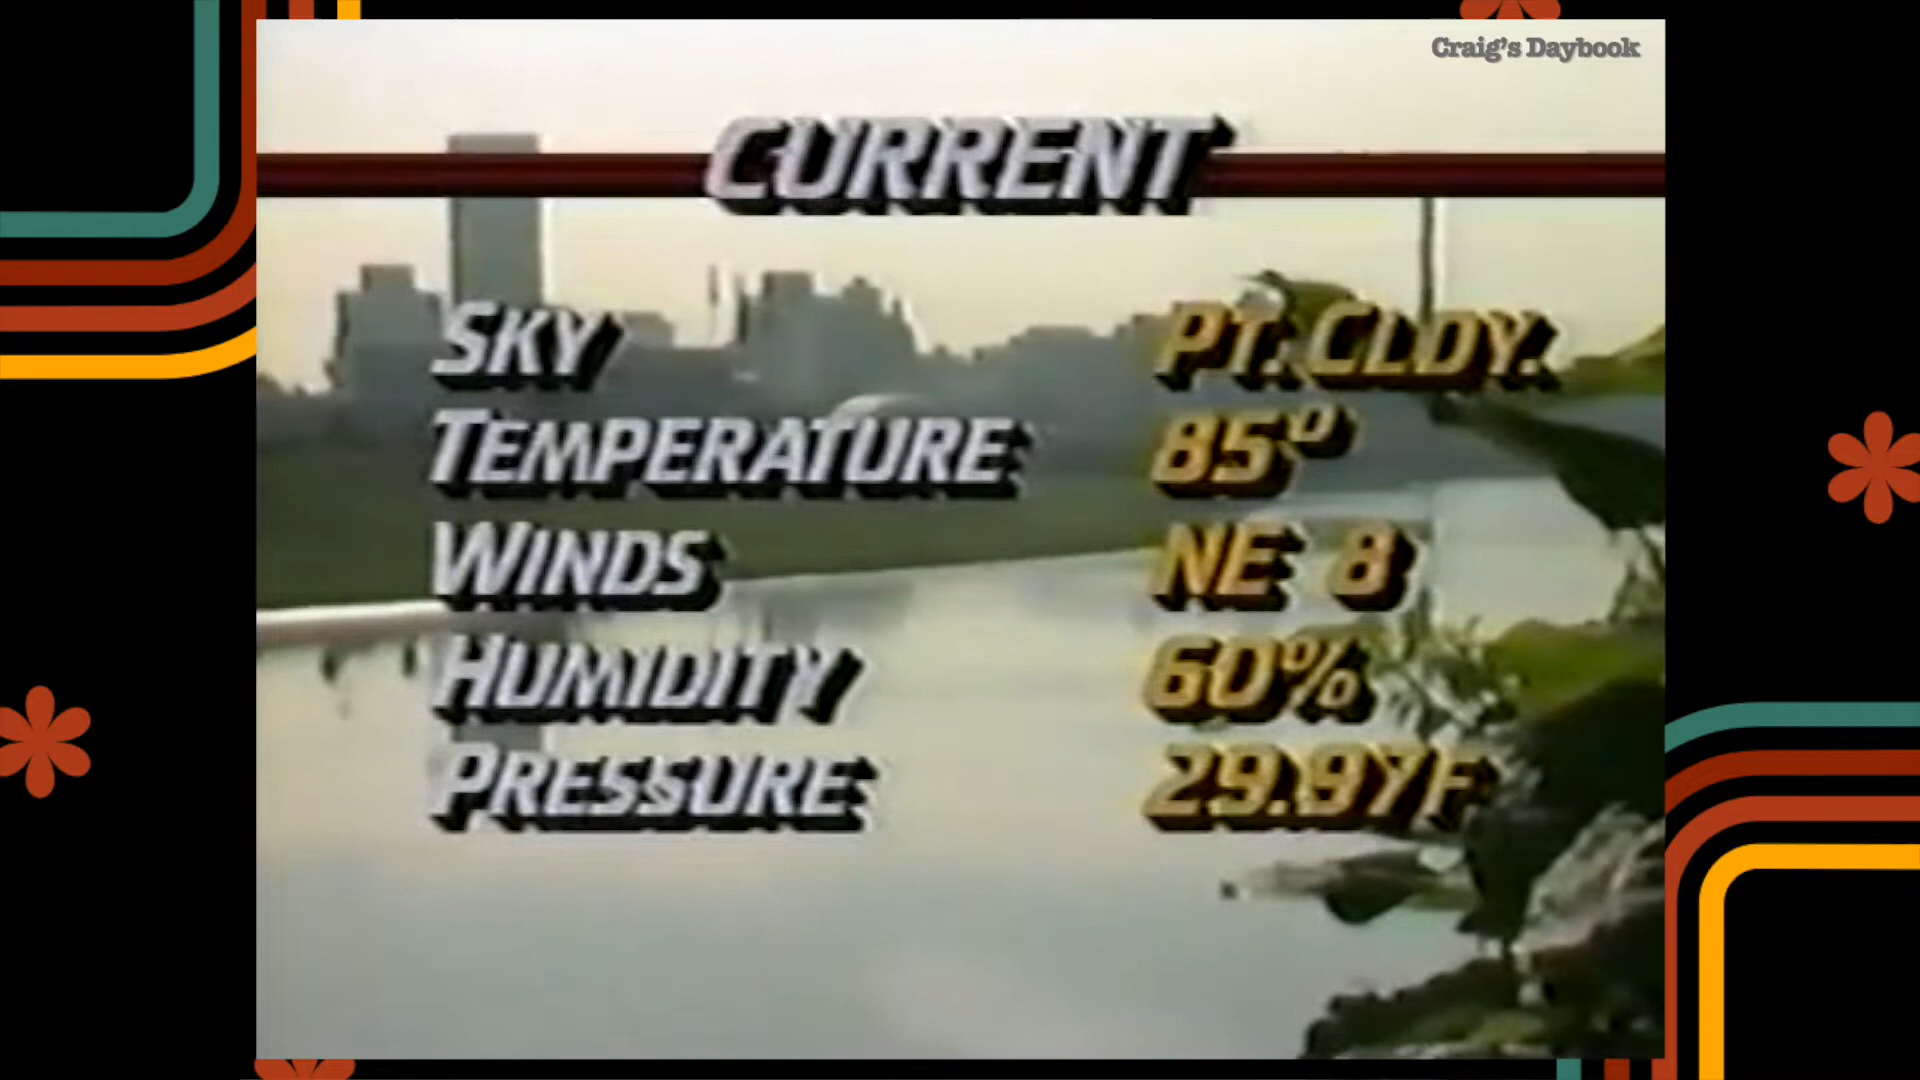 Craig's Daybook
CURRENT
SKY PT. CLDY.
TEMPERATURE 85°
WINDS NE 8
HUMIDITY 60%
PRESSURE 29.97F